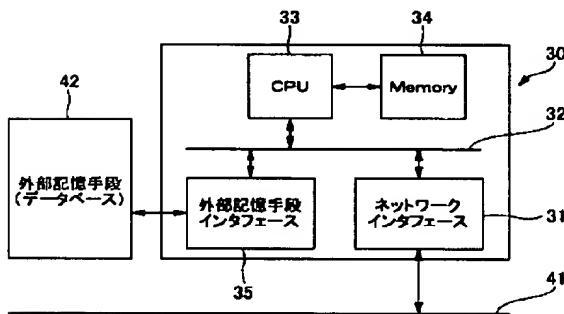 33
34
30
42
CPU
Memory
32
外部記憶手段
(データベース)
外部記憶手段
インタフェース
ネットワーク
インタフェース
31
35
41